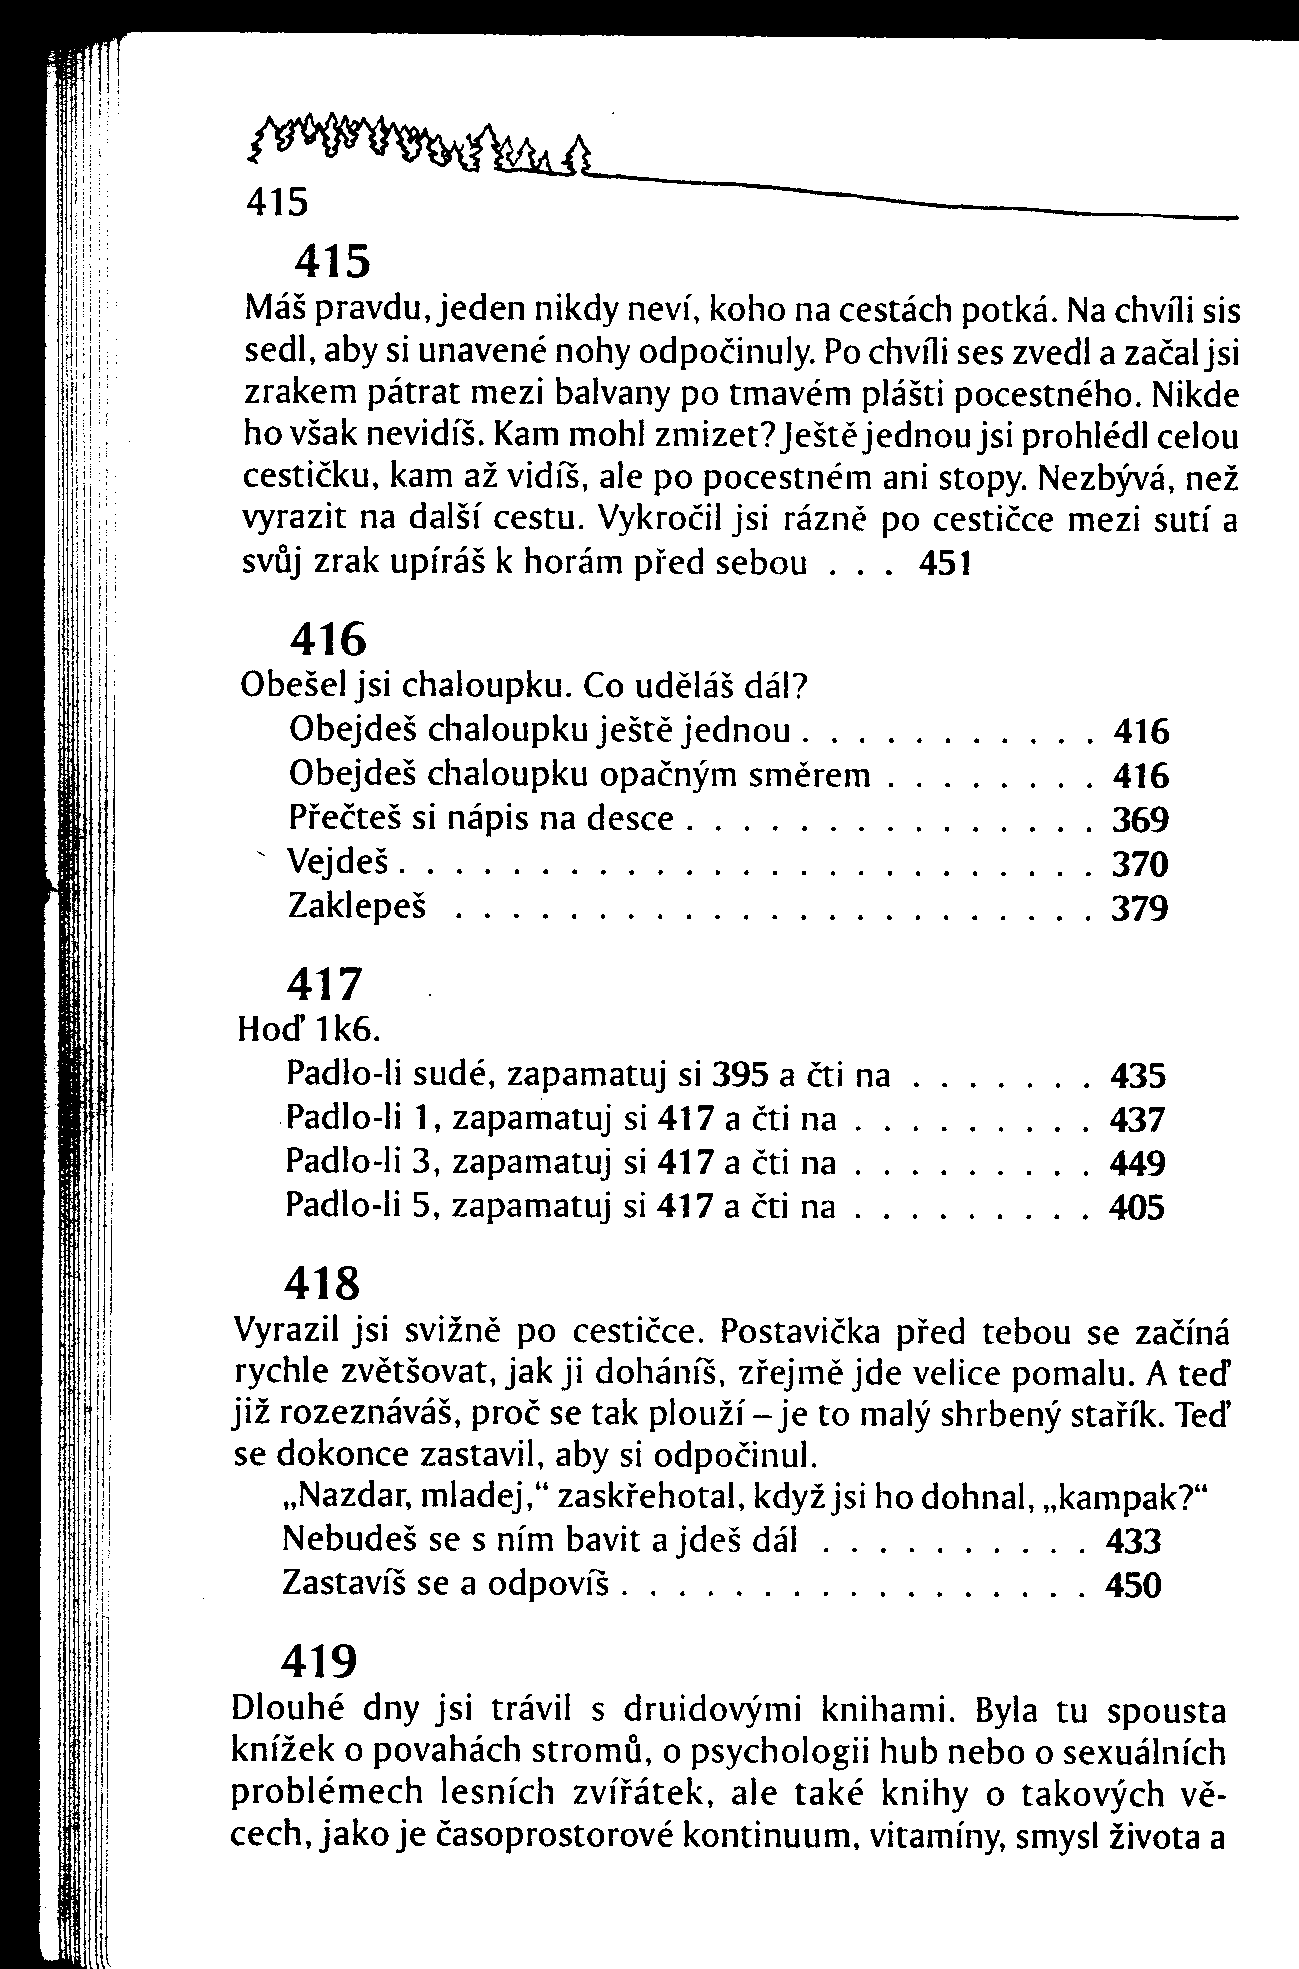 415
415
Máš pravdu, jeden nikdy neví, koho na cestách potká. Na chvíli sis
sedl, aby si unavené nohy odpočinuly. Po chvíli ses zvedl a začal jsi
zrakem pátrat mezi balvany po tmavém plášti pocestného. Nikde
ho však nevidíš. Kam mohl zmizet? Ještě jednou jsi prohlédl celou
cestičku, kam až vidíš, ale po pocestném ani stopy. Nezbývá, než
vyrazit na další cestu. Vykročil jsi rázně po cestičce mezi sutí a
svůj zrak upíráš k horám před sebou . . . 451
416
Obešel jsi chaloupku. Co uděláš dál?
Obejdeš chaloupku ještě jednou . . . . . . . . . . . 416
Obejdeš chaloupku opačným směrem . . . . . . . . 416
Přečteš si nápis na desce . . . . . . . . . . . . . . . 369
Vejdeš . . . . . . . . . . . . . . . . . . . . . . . . . 370
Zaklepeš . . . . . . . . . . . . . . . . . . . . . . . 379
417
Hoď 1k6.
Padlo-li sudé, zapamatuj si 395 a čti na . . . . . . . 435
Padlo-li 1, zapamatuj si 417 a čti na . . . . . . . . . 437
Padlo-li 3, zapamatuj si 417 a čti na . . . . . . . . . 449
Padlo-li 5, zapamatuj si 417 a čti na . . . . . . . . . 405
418
Vyrazil jsi svižně po cestičce. Postavička před tebou se začíná
rychle zvětšovat, jak ji doháníš, zřejmě jde velice pomalu. A teď
již rozeznáváš, proč se tak plouží – je to malý shrbený stařík. Teď
se dokonce zastavil, aby si odpočinul.
„Nazdar, mladej,“ zaskřehotal, když jsi ho dohnal, „kampak?“
Nebudeš se s ním bavit a jdeš dál . . . . . . . . . . 433
Zastavíš se a odpovíš . . . . . . . . . . . . . . . . . 450
419
Dlouhé dny jsi trávil s druidovými knihami. Byla tu spousta
knížek o povahách stromů, o psychologii hub nebo o sexuálních
problémech lesních zvířátek, ale také knihy o takových vě-
cech, jako je časoprostorové kontinuum, vitamíny, smysl života a